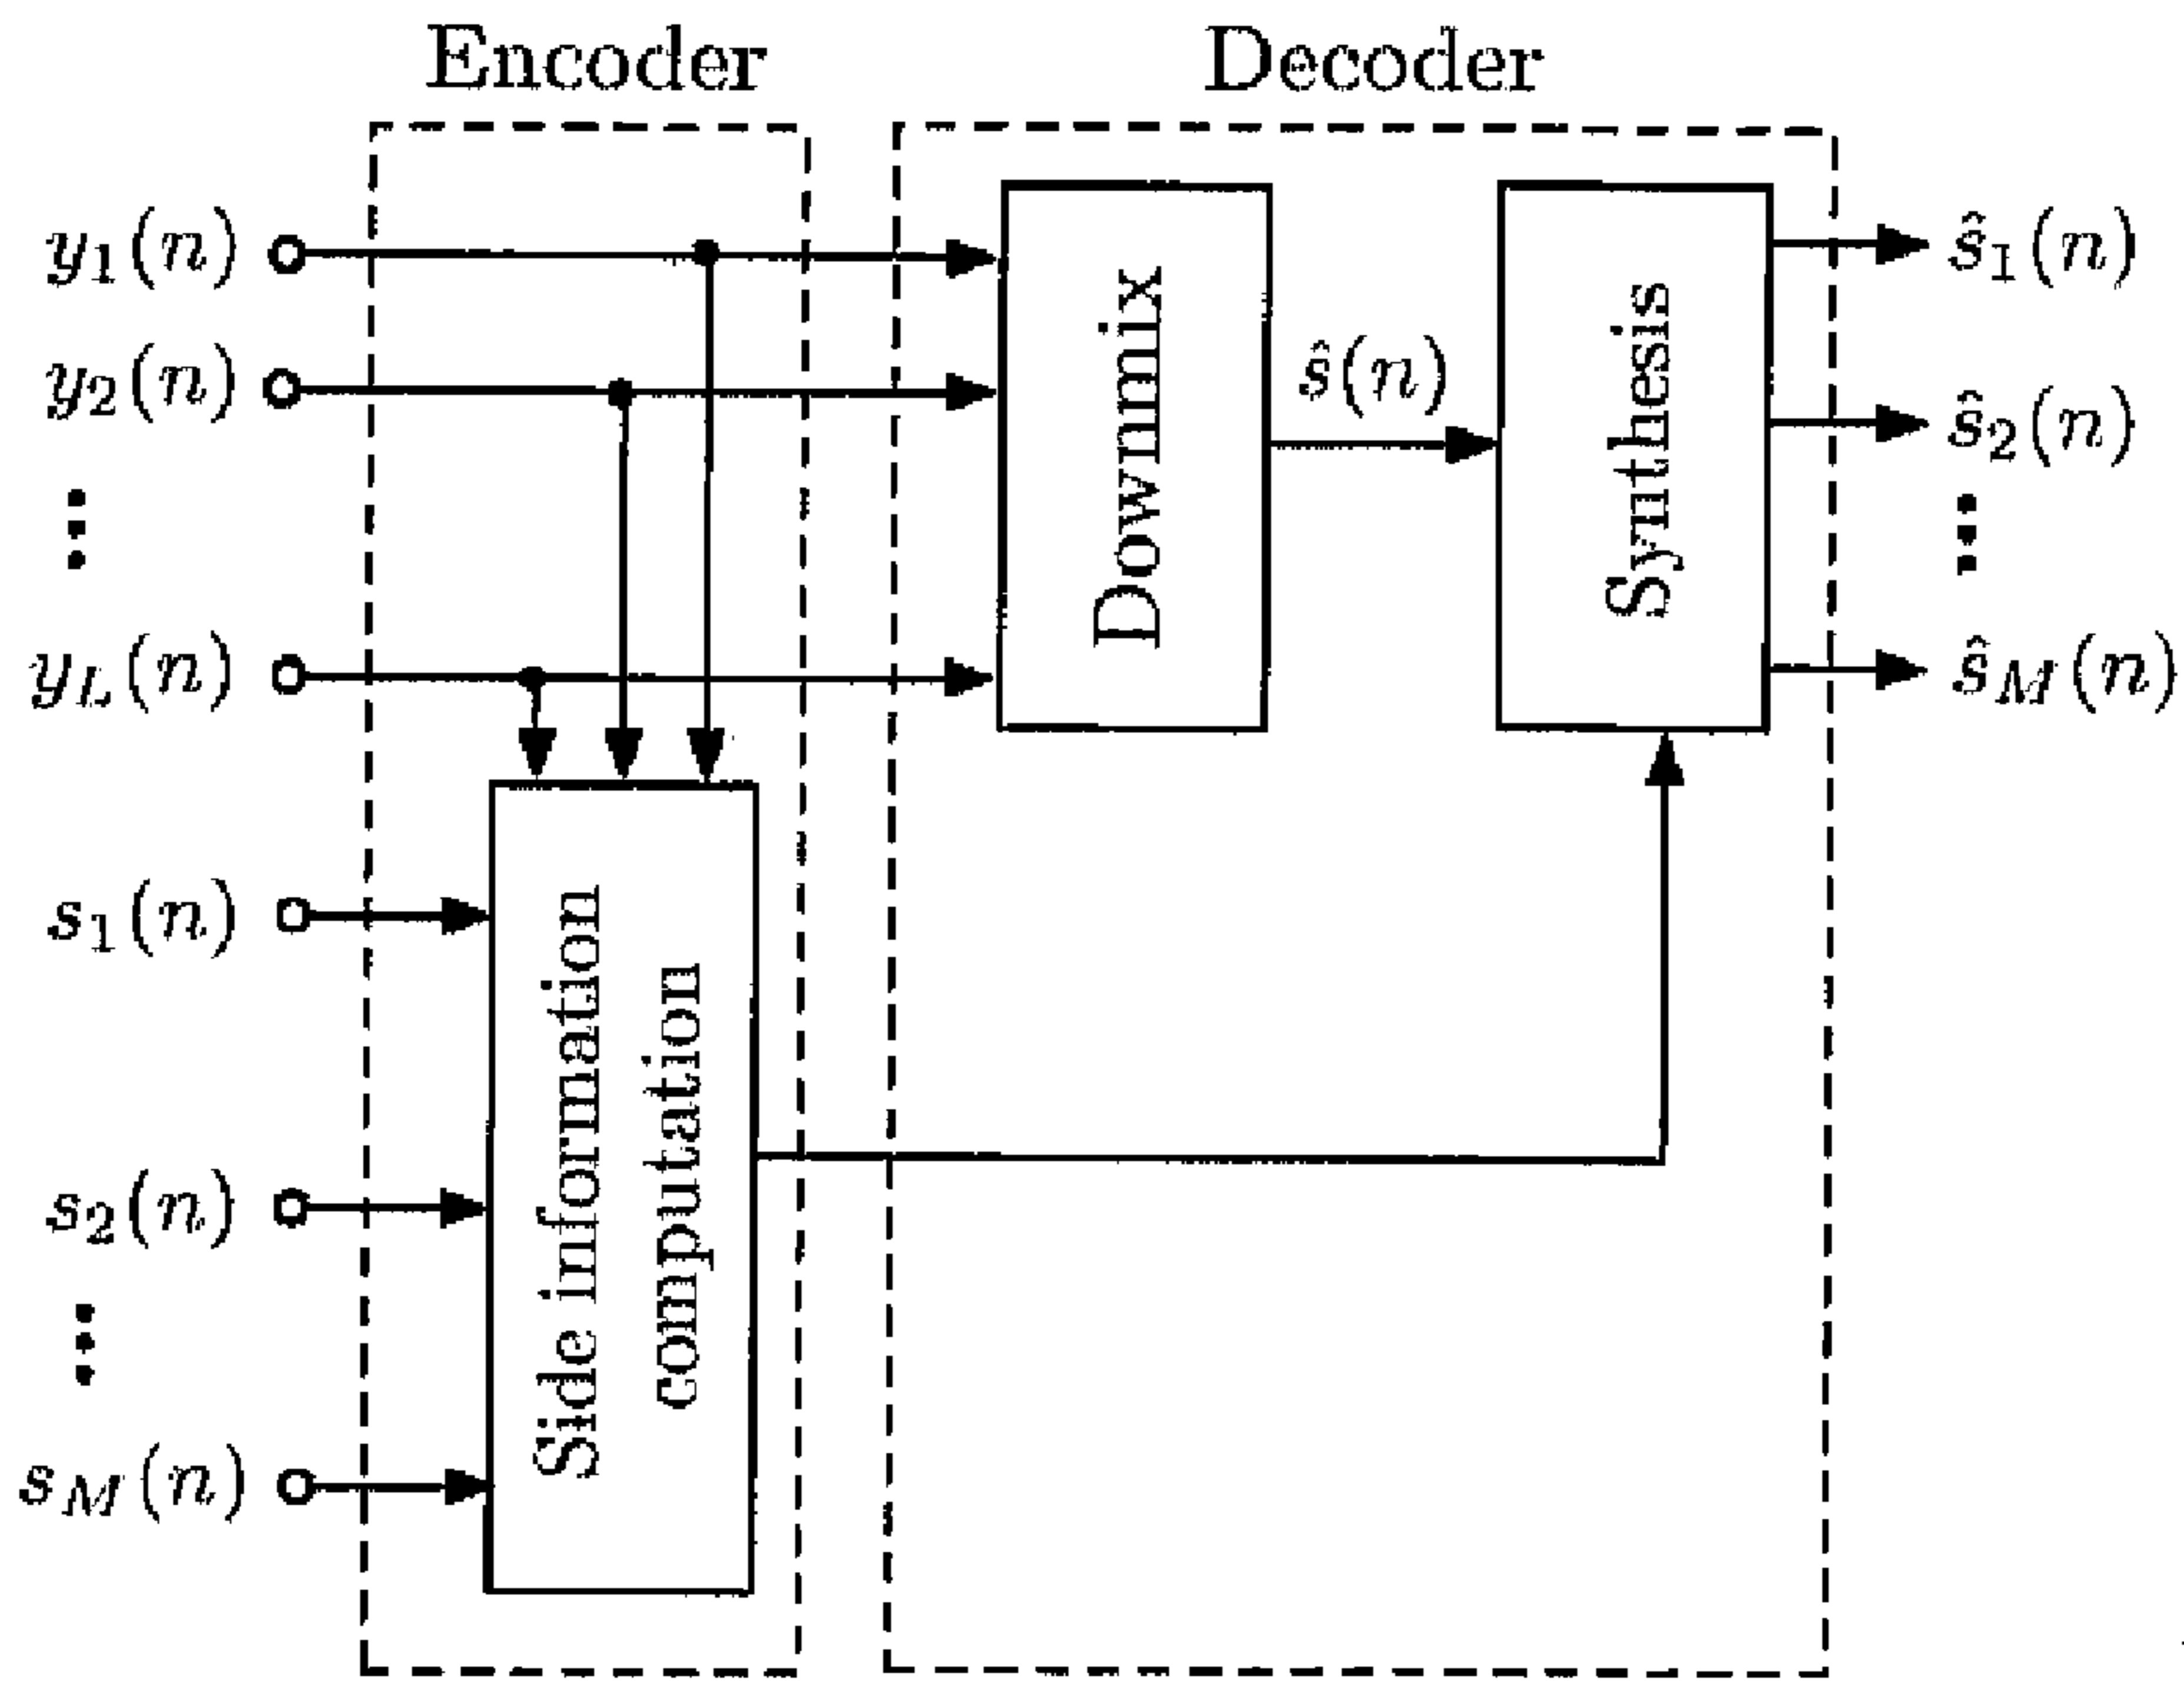 Encoder
Decoder
y₁(n)
y₂(n)
⋮
y_L(n)
s₁(n)
s₂(n)
⋮
s_M(n)
Side information
computation
Downmix
ŝ(n)
Synthesis
ŝ₁(n)
ŝ₂(n)
⋮
ŝ_M(n)